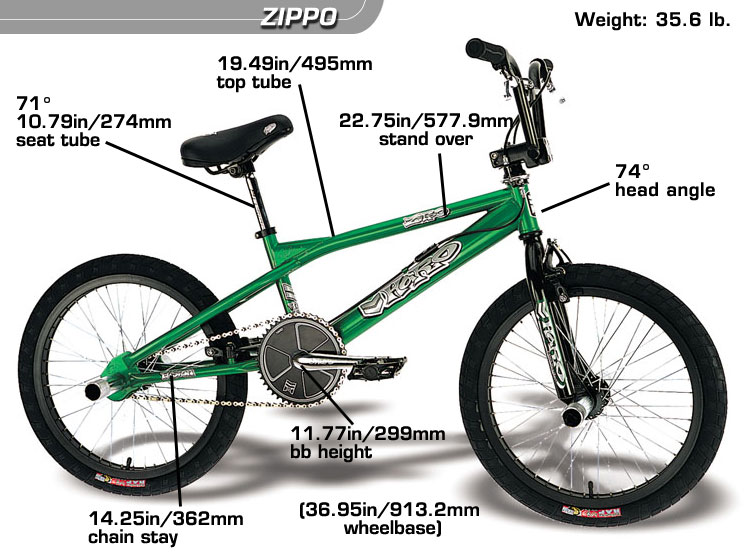 ZIPPO
Weight: 35.6 lb.
19.49in/495mm
top tube
71°
10.79in/274mm
seat tube
22.75in/577.9mm
stand over
74°
head angle
11.77in/299mm
bb height
14.25in/362mm
chain stay
(36.95in/913.2mm
wheelbase)